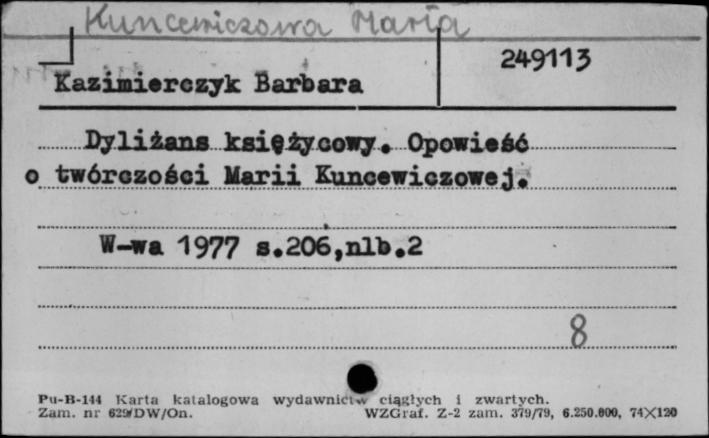 Kuncewiczowa Maria
249113
Kazimierczyk Barbara
Dyliżans księżycowy. Opowieść
o twórczości Marii Kuncewiczowej.
W-wa 1977 s.206,nlb.2
8
Pu-B-144 Karta katalogowa wydawnictw ciągłych i zwartych.
Zam. nr 629/DW/On. WZGraf. Z-2 zam. 379/79, 6.250.000, 74X120